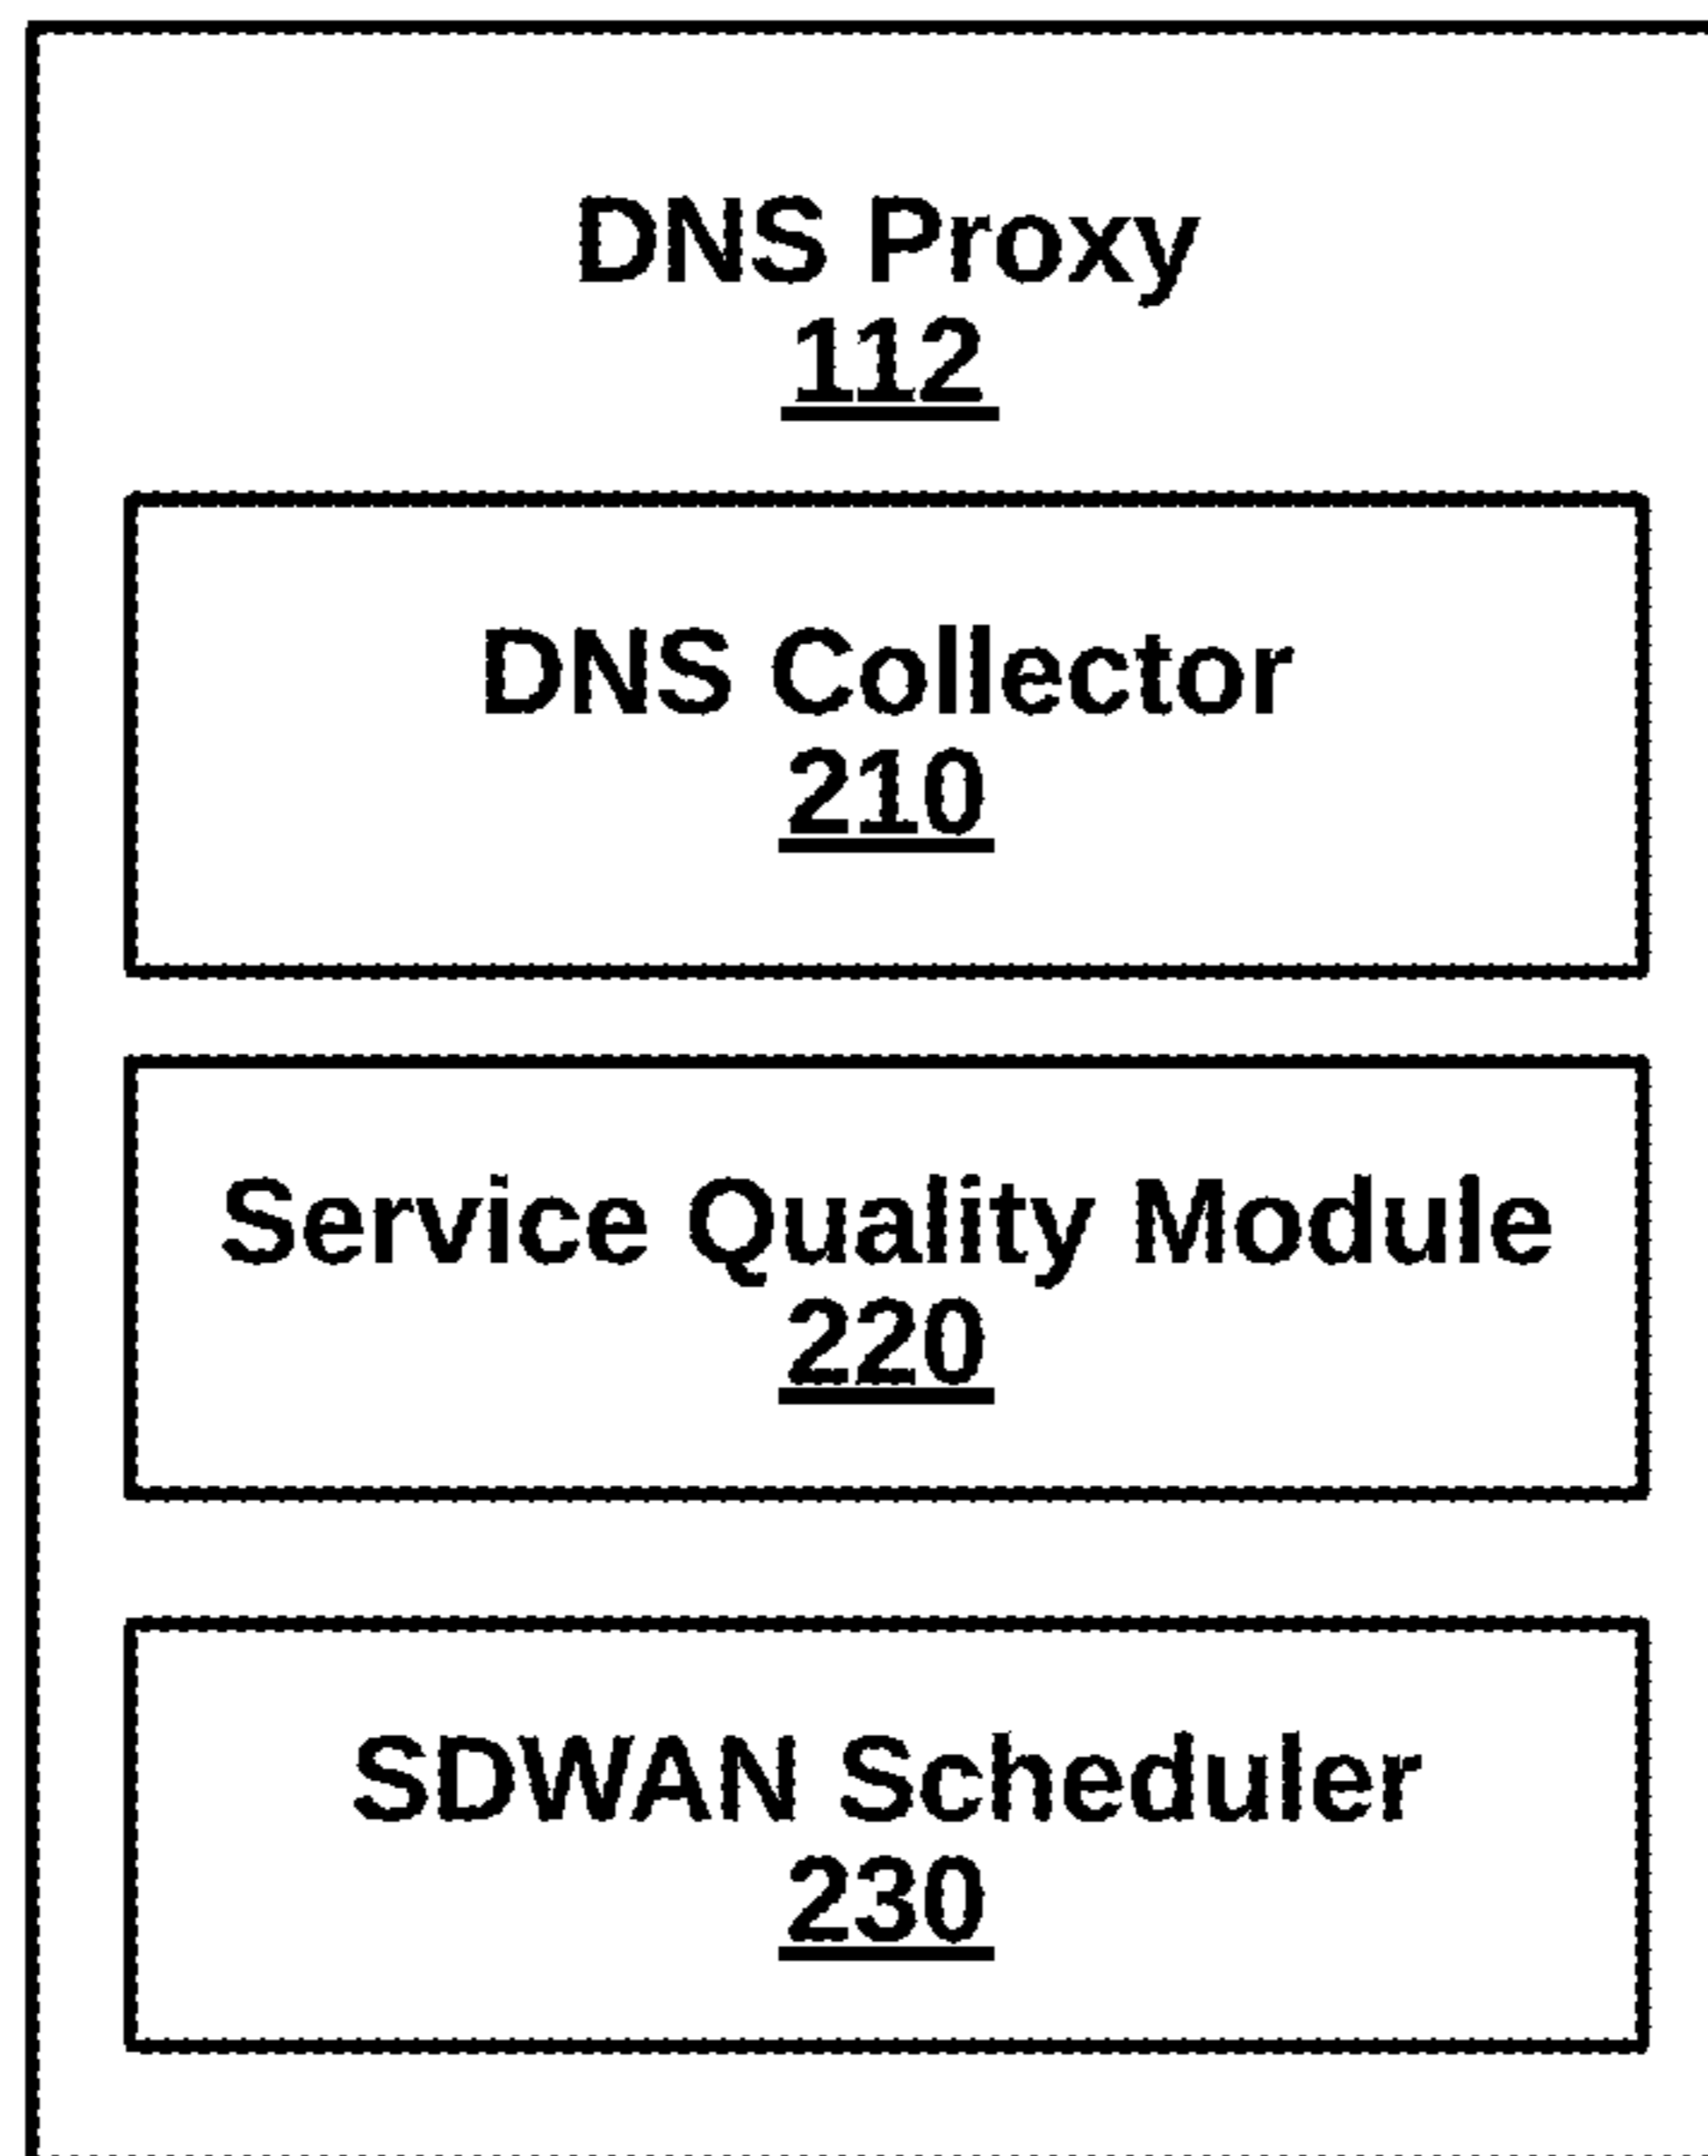 DNS Proxy
112
DNS Collector
210
Service Quality Module
220
SDWAN Scheduler
230